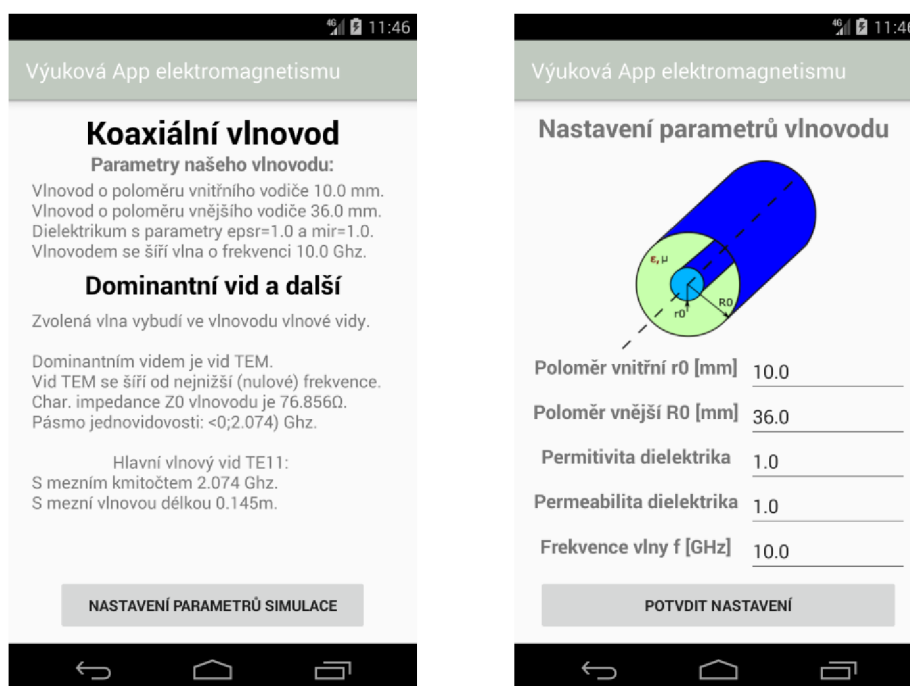 4G 11:46
Výuková App elektromagnetismu
Koaxiální vlnovod
Parametry našeho vlnovodu:
Vlnovod o poloměru vnitřního vodiče 10.0 mm.
Vlnovod o poloměru vnějšího vodiče 36.0 mm.
Dielektrikum s parametry epsr=1.0 a mir=1.0.
Vlnovodem se šíří vlna o frekvenci 10.0 Ghz.
Dominantní vid a další
Zvolená vlna vybudí ve vlnovodu vlnové vidy.
Dominantním videm je vid TEM.
Vid TEM se šíří od nejnižší (nulové) frekvence.
Char. impedance Z0 vlnovodu je 76.856Ω.
Pásmo jednovidovosti: <0;2.074) Ghz.
Hlavní vlnový vid TE11:
S mezním kmitočtem 2.074 Ghz.
S mezní vlnovou délkou 0.145m.
NASTAVENÍ PARAMETRŮ SIMULACE
4G 11:46
Výuková App elektromagnetismu
Nastavení parametrů vlnovodu
ε, μ
r0
R0
Poloměr vnitřní r0 [mm] 10.0
Poloměr vnější R0 [mm] 36.0
Permitivita dielektrika 1.0
Permeabilita dielektrika 1.0
Frekvence vlny f [GHz] 10.0
POTVDIT NASTAVENÍ